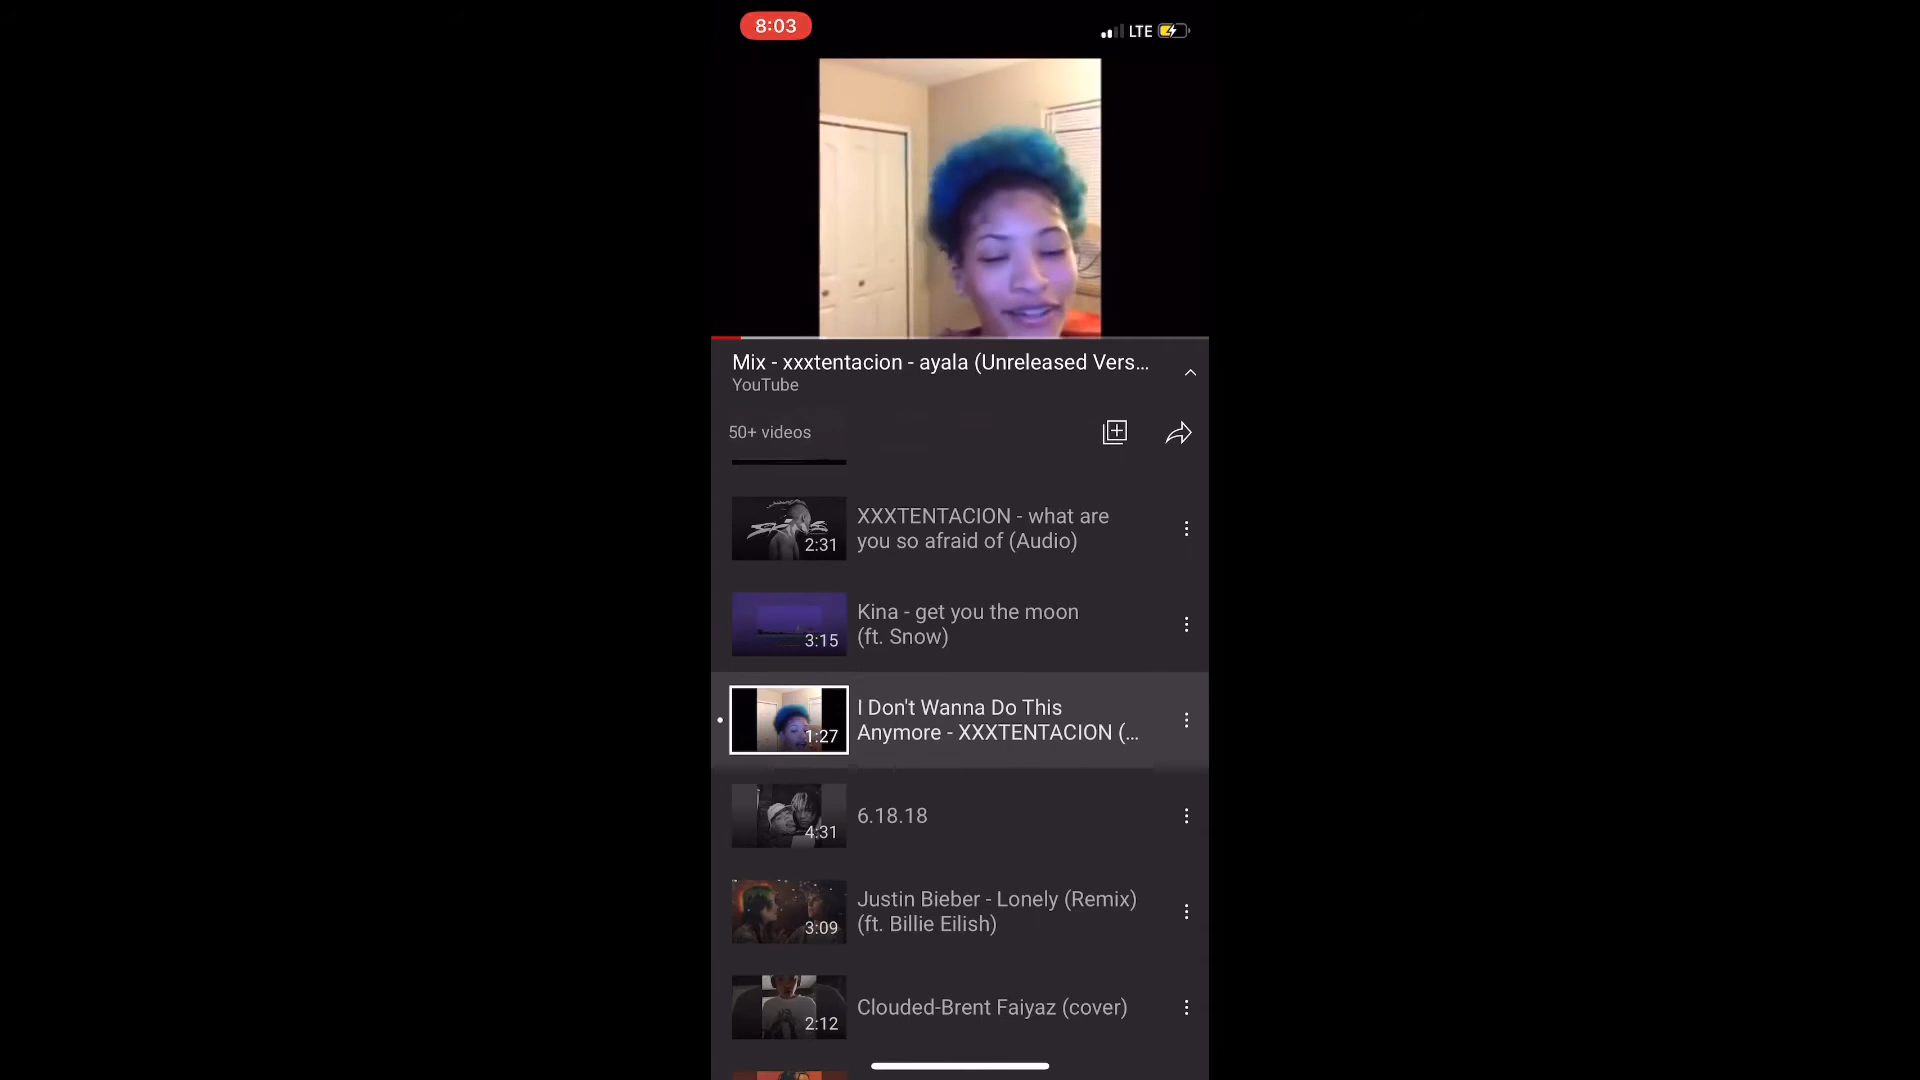 8:03
LTE
Mix - xxxtentacion - ayala (Unreleased Vers...
YouTube
50+ videos
XXXTENTACION - what are
you so afraid of (Audio)
2:31
Kina - get you the moon
(ft. Snow)
3:15
I Don't Wanna Do This
Anymore - XXXTENTACION (...
1:27
6.18.18
4:31
Justin Bieber - Lonely (Remix)
(ft. Billie Eilish)
3:09
Clouded-Brent Faiyaz (cover)
2:12